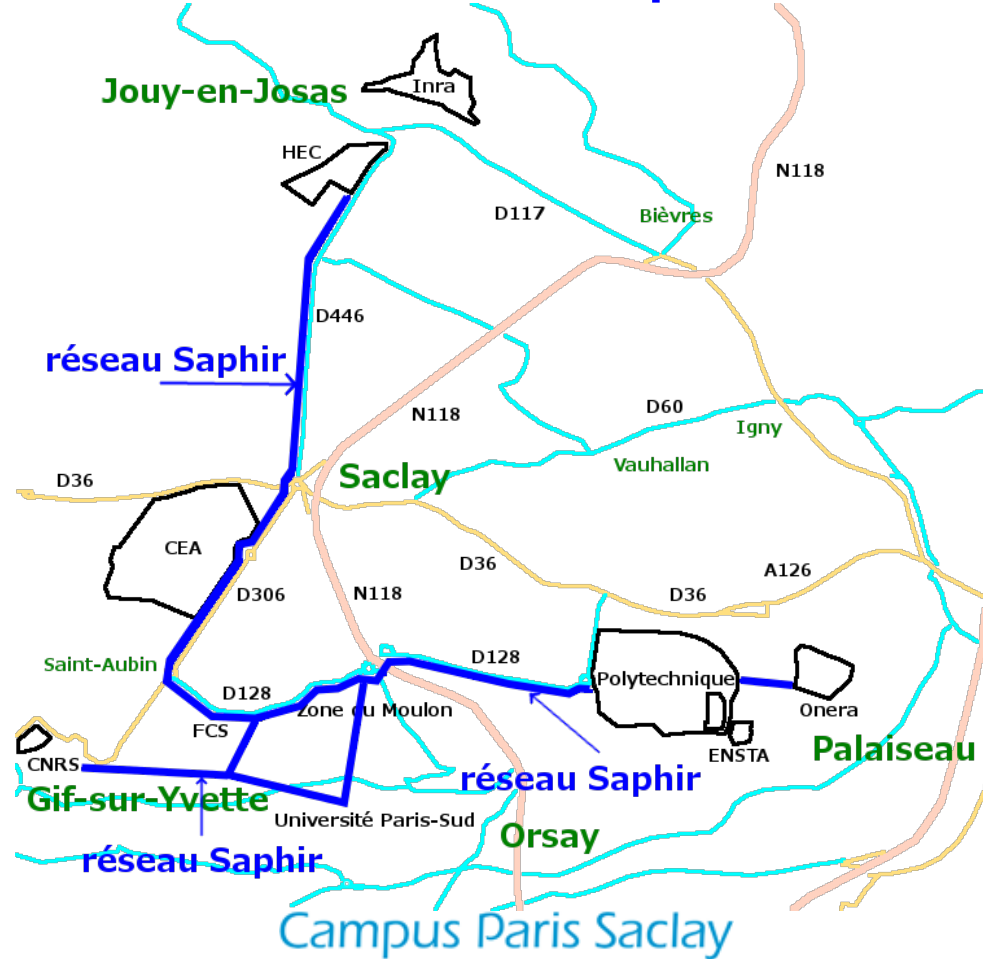 Inra
Jouy-en-Josas
HEC
N118
D117
Bièvres
D446
réseau Saphir
N118
D60
Igny
Vauhallan
Saclay
D36
CEA
D36
A126
D306
N118
D36
Saint-Aubin
D128
Polytechnique
D128
Zone du Moulon
Onera
FCS
ENSTA
Palaiseau
CNRS
réseau Saphir
Gif-sur-Yvette
Université Paris-Sud
Orsay
réseau Saphir
Campus Paris Saclay